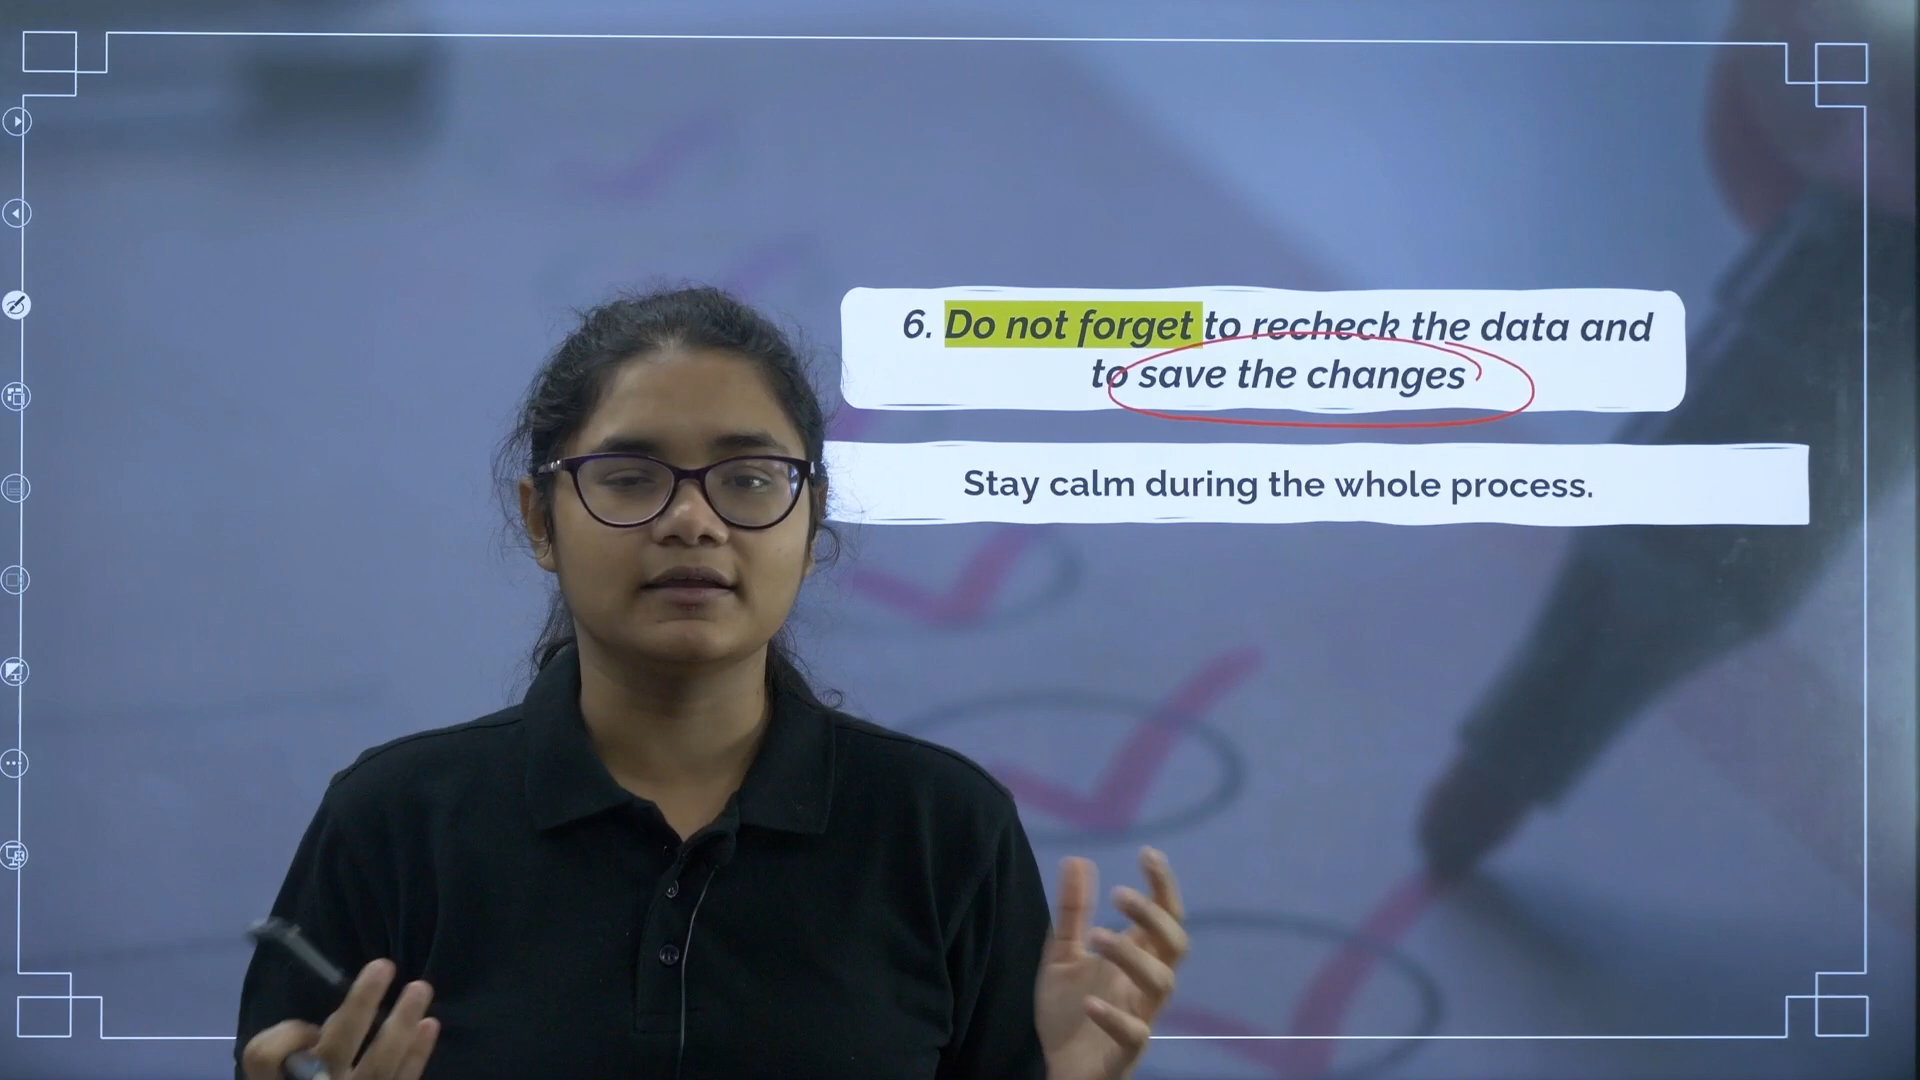 6. Do not forget to recheck the data and
to save the changes
Stay calm during the whole process.